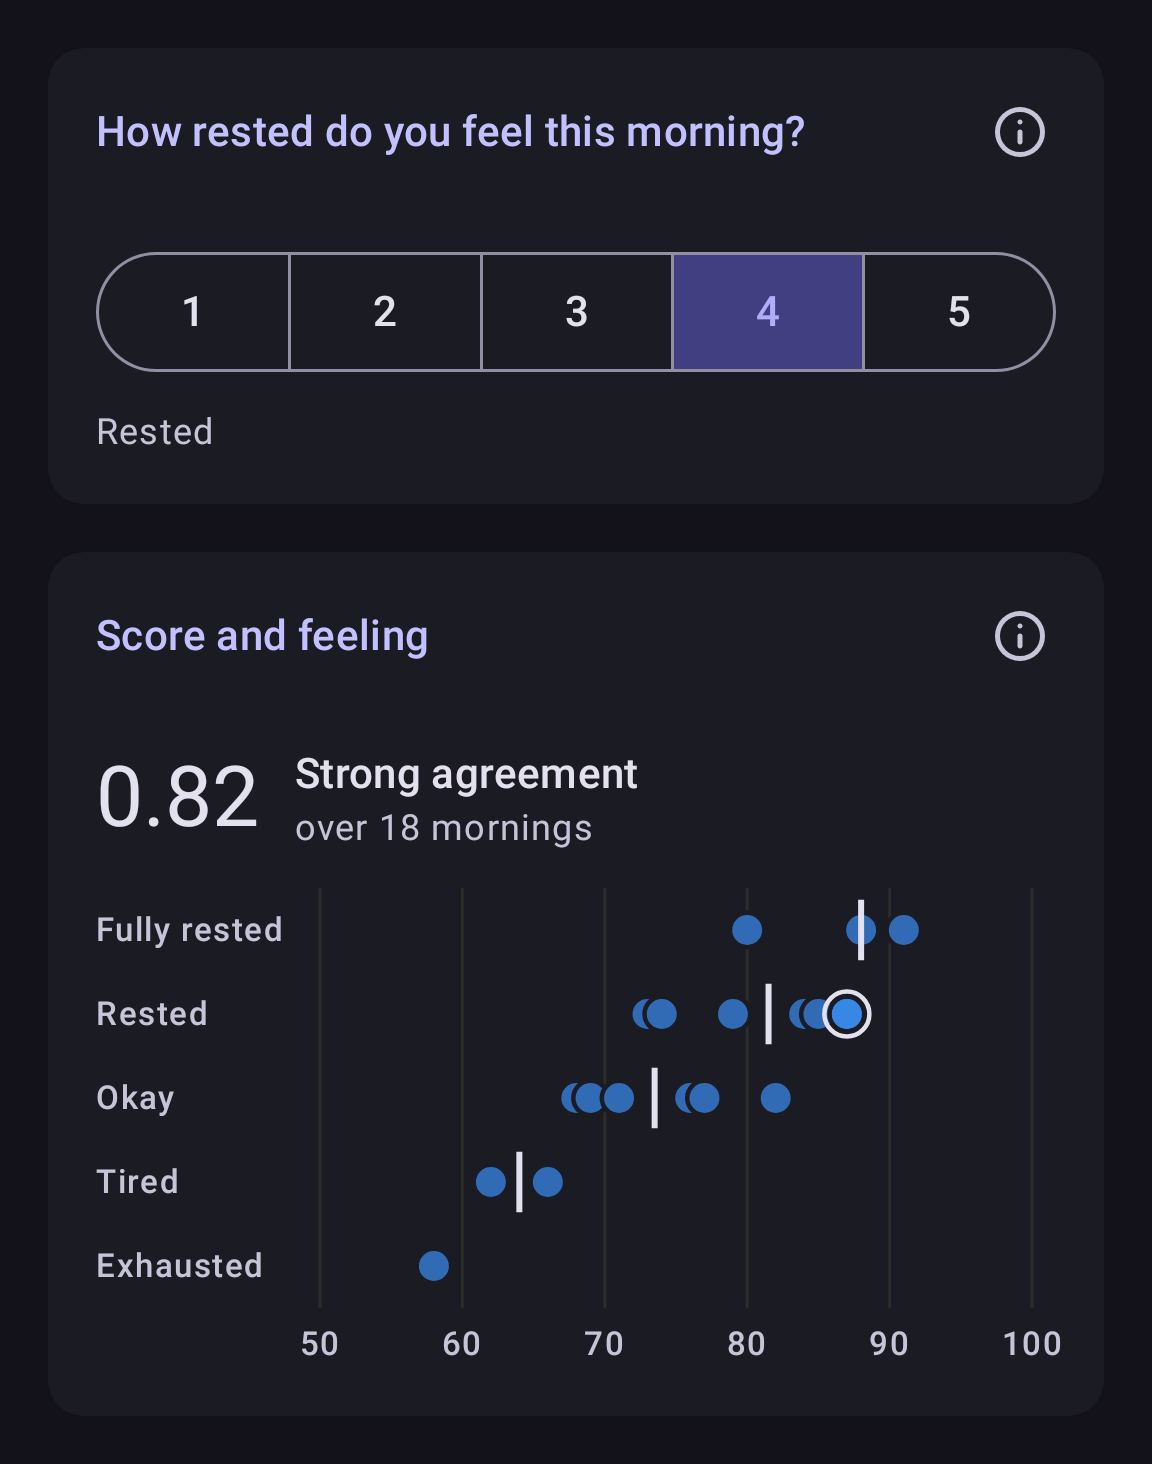 How rested do you feel this morning?
1 2 3 4 5
Rested
Score and feeling
0.82
Strong agreement
over 18 mornings
Fully rested
Rested
Okay
Tired
Exhausted
50 60 70 80 90 100